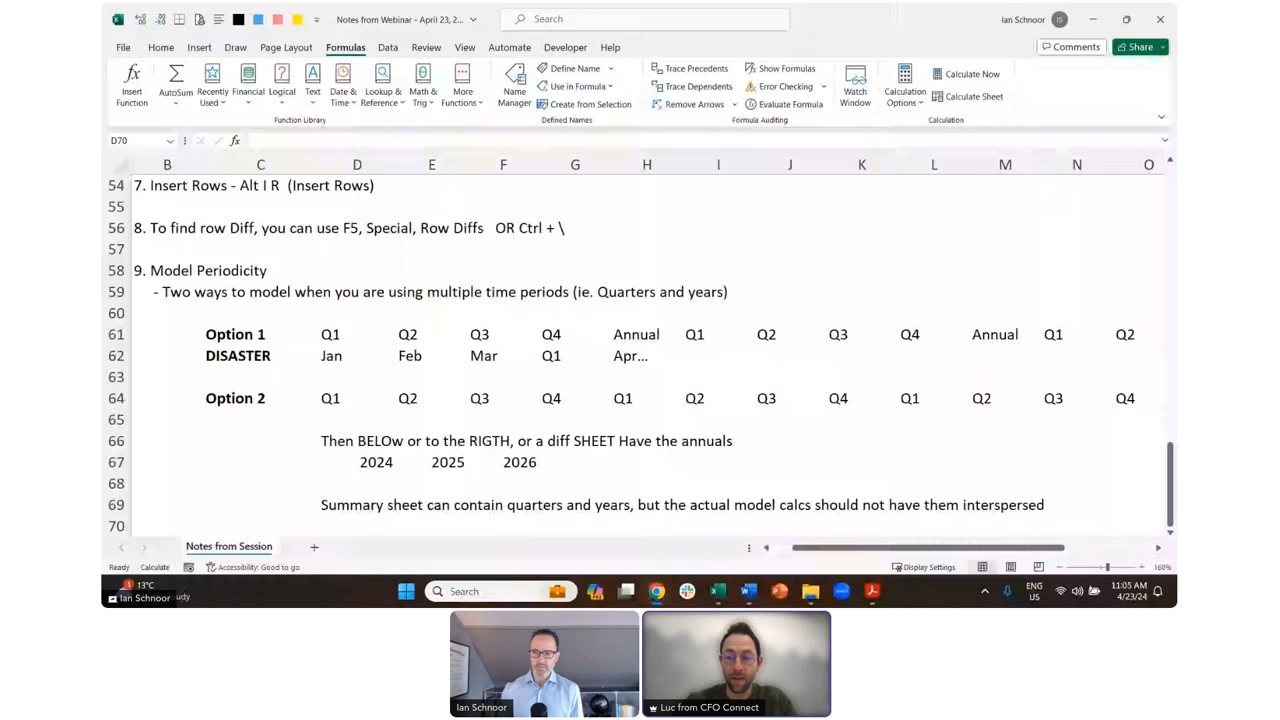 Notes from Webinar - April 23, 2...
Search
Ian Schnoor
IS
File Home Insert Draw Page Layout Formulas Data Review View Automate Developer Help
Comments
Share
Insert Function
AutoSum
Recently Used
Financial
Logical
Text
Date & Time
Lookup & Reference
Math & Trig
More Functions
Function Library
Name Manager
Define Name
Use in Formula
Create from Selection
Defined Names
Trace Precedents
Trace Dependents
Remove Arrows
Show Formulas
Error Checking
Evaluate Formula
Formula Auditing
Watch Window
Calculation Options
Calculate Now
Calculate Sheet
Calculation
D70
fx
B C D E F G H I J K L M N O
54 7. Insert Rows - Alt I R (Insert Rows)
55
56 8. To find row Diff, you can use F5, Special, Row Diffs OR Ctrl + \
57
58 9. Model Periodicity
59 - Two ways to model when you are using multiple time periods (ie. Quarters and years)
60
61 Option 1 Q1 Q2 Q3 Q4 Annual Q1 Q2 Q3 Q4 Annual Q1 Q2
62 DISASTER Jan Feb Mar Q1 Apr...
63
64 Option 2 Q1 Q2 Q3 Q4 Q1 Q2 Q3 Q4 Q1 Q2 Q3 Q4
65
66 Then BELOw or to the RIGTH, or a diff SHEET Have the annuals
67 2024 2025 2026
68
69 Summary sheet can contain quarters and years, but the actual model calcs should not have them interspersed
70
Notes from Session
Ready Calculate Accessibility: Good to go Display Settings 160%
1
13°C
Ian Schnoor
Search
ENG
US
11:05 AM
4/23/24
Ian Schnoor
Luc from CFO Connect